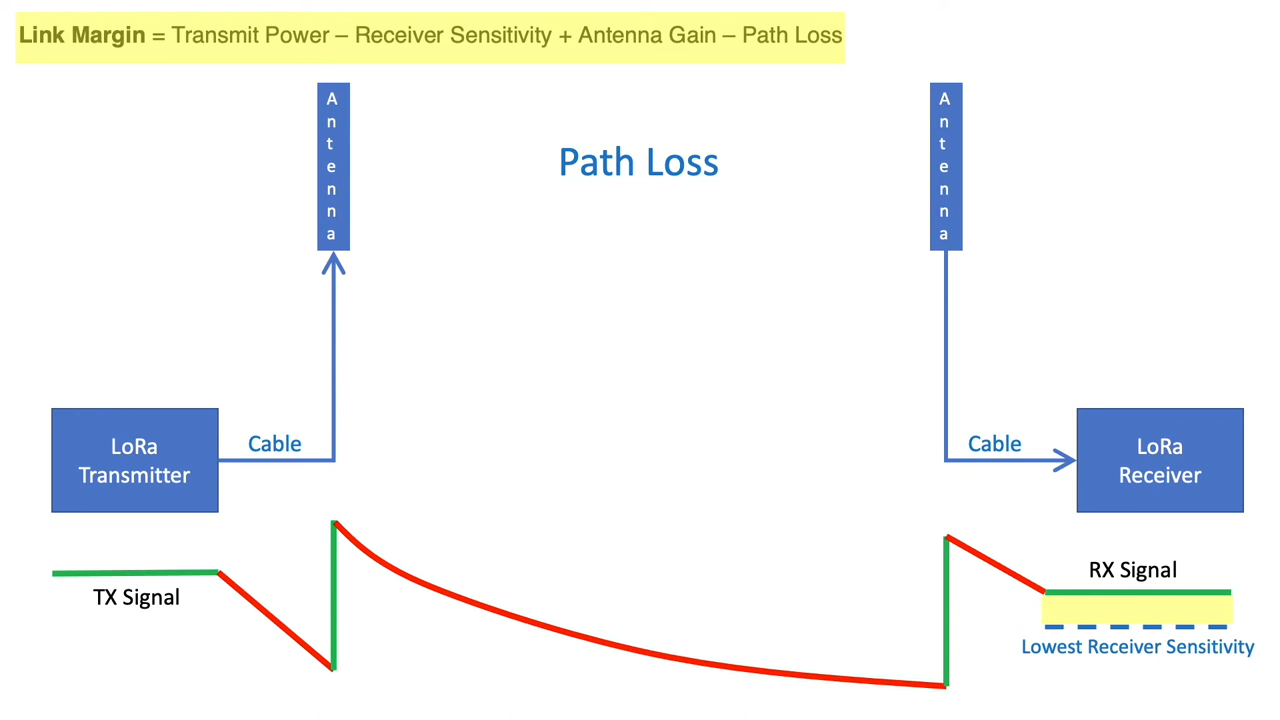 Link Margin = Transmit Power – Receiver Sensitivity + Antenna Gain – Path Loss
Antenna
Path Loss
Antenna
LoRa
Transmitter
Cable
Cable
LoRa
Receiver
TX Signal
RX Signal
Lowest Receiver Sensitivity